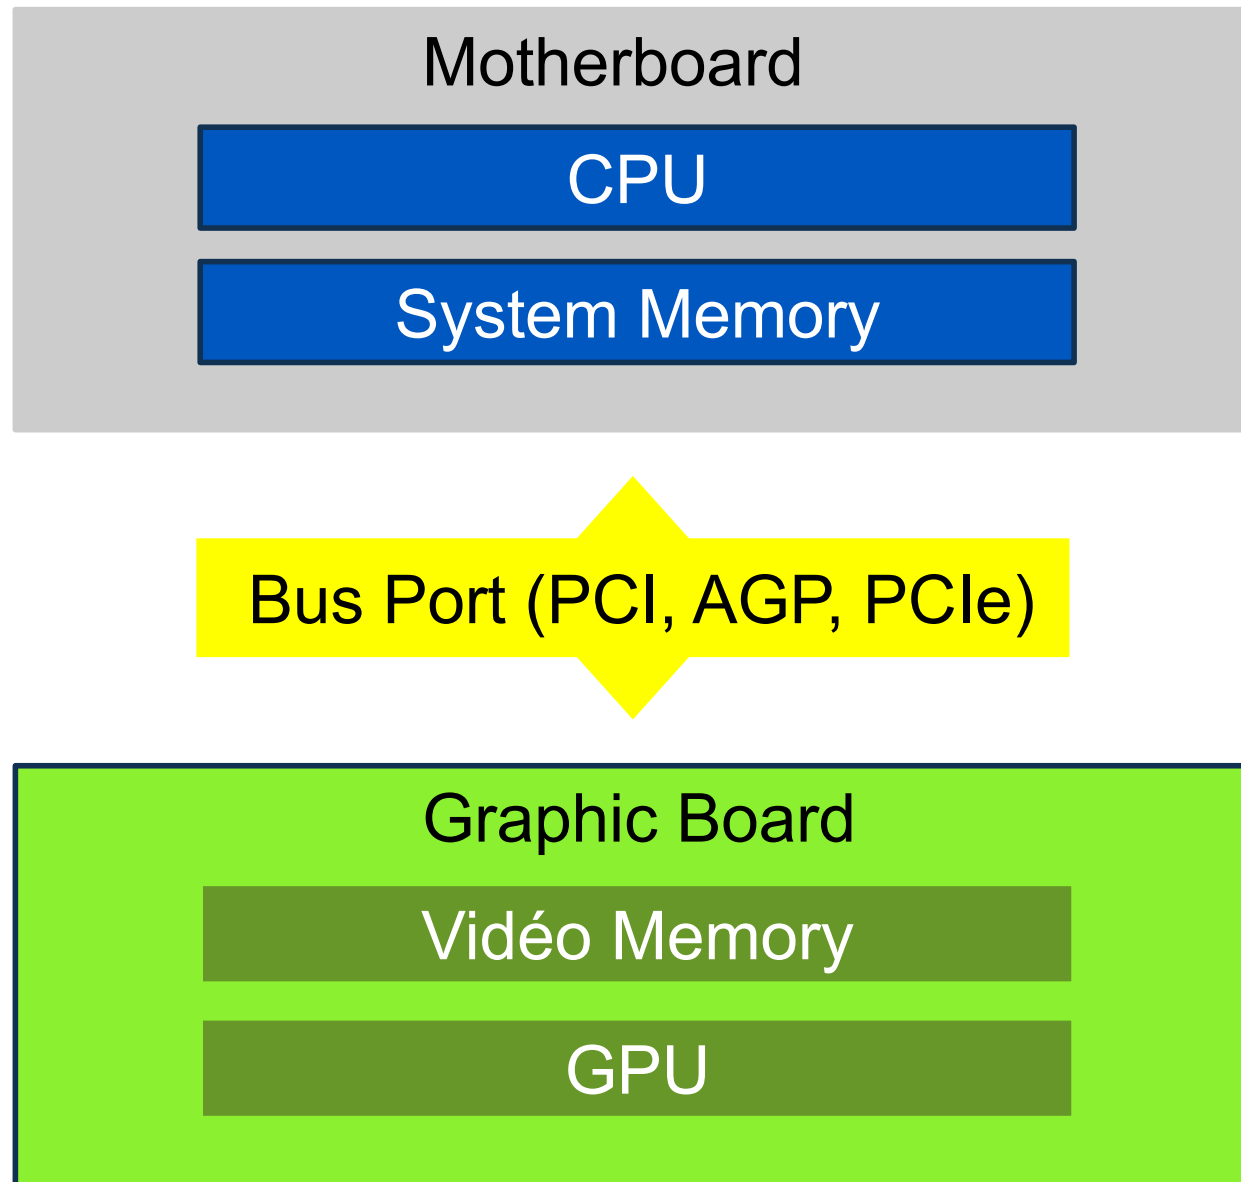 Motherboard
CPU
System Memory
Bus Port (PCI, AGP, PCIe)
Graphic Board
Vidéo Memory
GPU